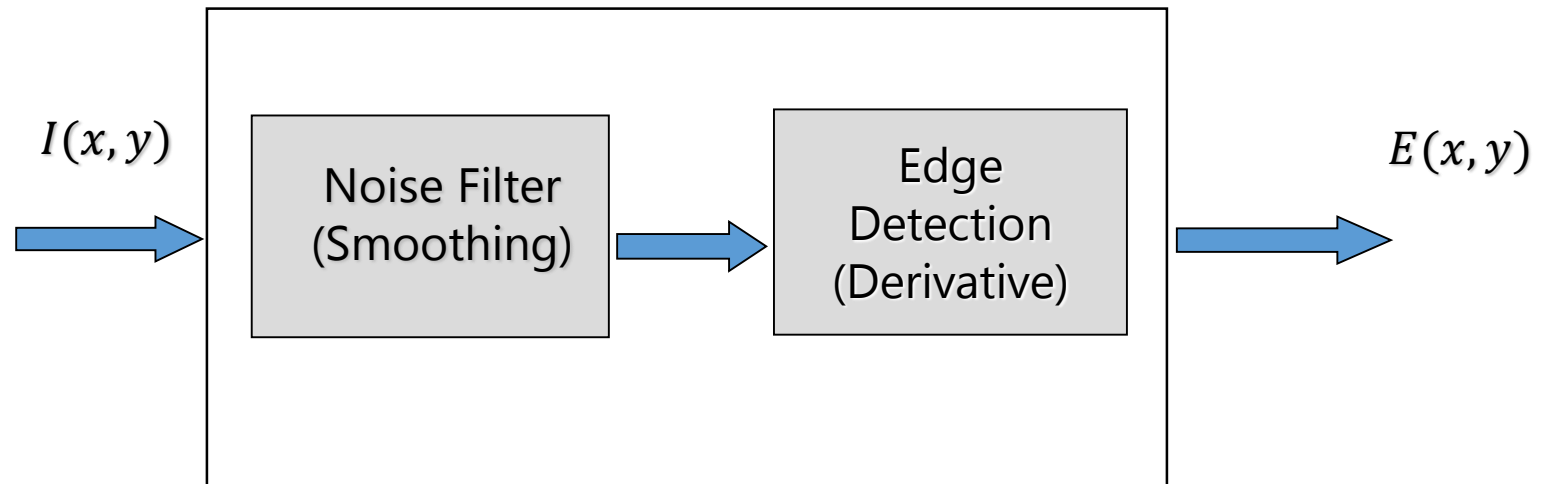 I(x, y)
Noise Filter
(Smoothing)
Edge
Detection
(Derivative)
E(x, y)